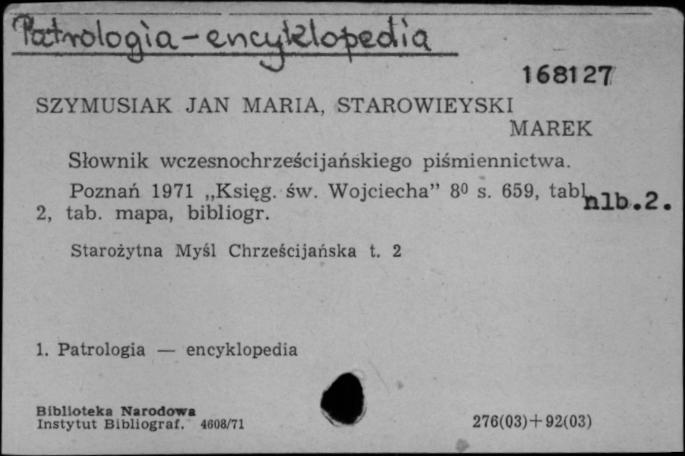 Patrologia - encyklopedia
168127
SZYMUSIAK JAN MARIA, STAROWIEYSKI
MAREK
Słownik wczesnochrześcijańskiego piśmiennictwa.
Poznań 1971 „Księg. św. Wojciecha” 8⁰ s. 659, tabl. nlb.2.
2, tab. mapa, bibliogr.
Starożytna Myśl Chrześcijańska t. 2
1. Patrologia — encyklopedia
Biblioteka Narodowa
Instytut Bibliograf. 4608/71
276(03)+92(03)